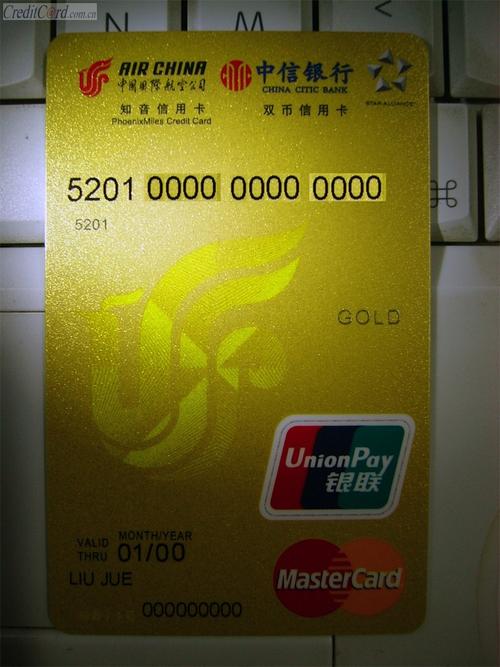 CreditCard.com.cn
N
M
⌘
AIR CHINA
中国国际航空公司
知音信用卡
PhoenixMiles Credit Card
中信银行
CHINA CITIC BANK
双币信用卡
STAR ALLIANCE
5201 0000 0000 0000
5201
GOLD
UnionPay
银联
VALID THRU
MONTH/YEAR
01/00
LIU JUE
000000000
MasterCard